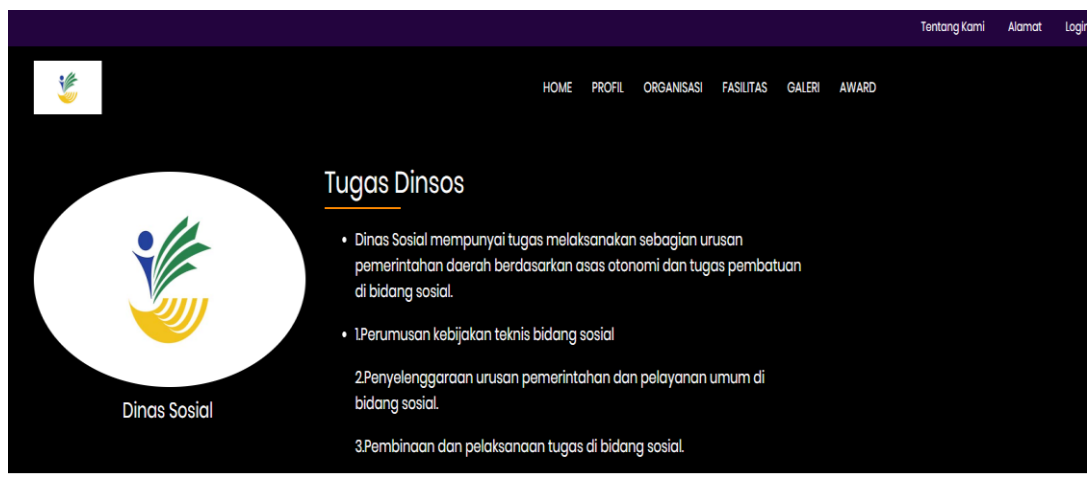 Tentang Kami Alamat Login
HOME PROFIL ORGANISASI FASILITAS GALERI AWARD
Tugas Dinsos
• Dinas Sosial mempunyai tugas melaksanakan sebagian urusan
pemerintahan daerah berdasarkan asas otonomi dan tugas pembatuan
di bidang sosial.
• 1.Perumusan kebijakan teknis bidang sosial
2.Penyelenggaraan urusan pemerintahan dan pelayanan umum di
bidang sosial.
3.Pembinaan dan pelaksanaan tugas di bidang sosial.
Dinas Sosial